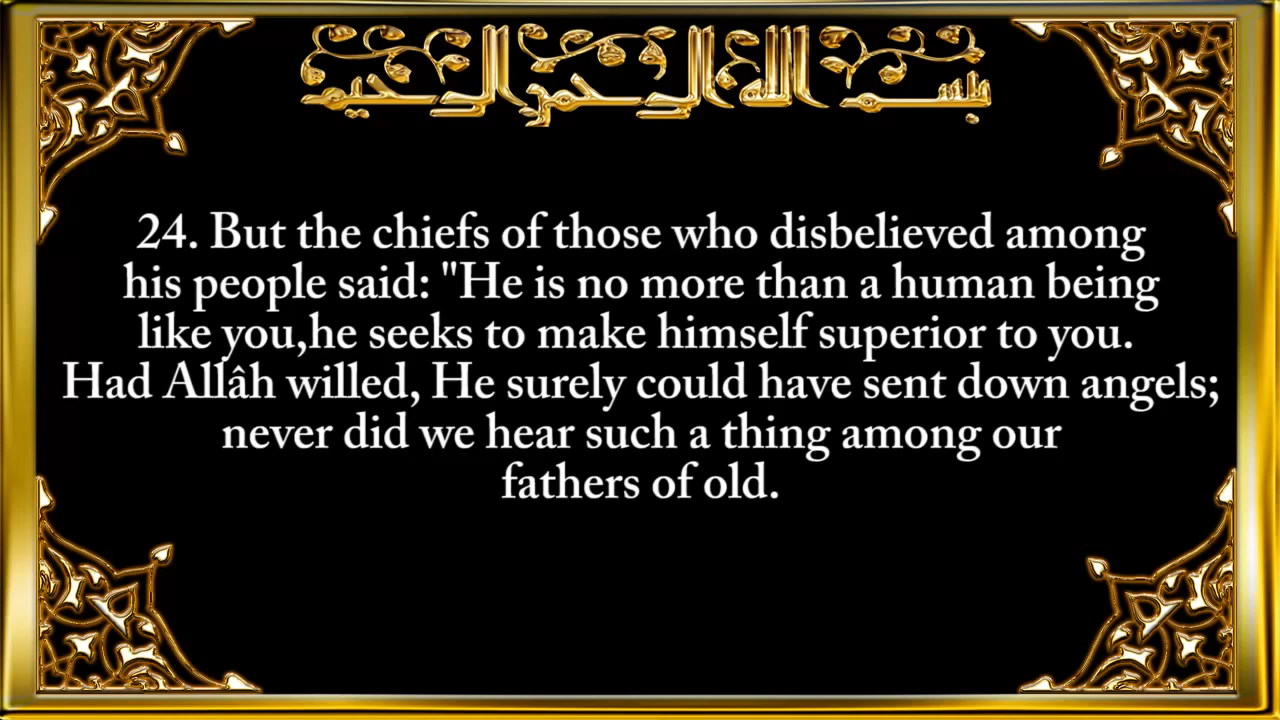 بسم الله الرحمن الرحيم
24. But the chiefs of those who disbelieved among
his people said: "He is no more than a human being
like you,he seeks to make himself superior to you.
Had Allâh willed, He surely could have sent down angels;
never did we hear such a thing among our
fathers of old.